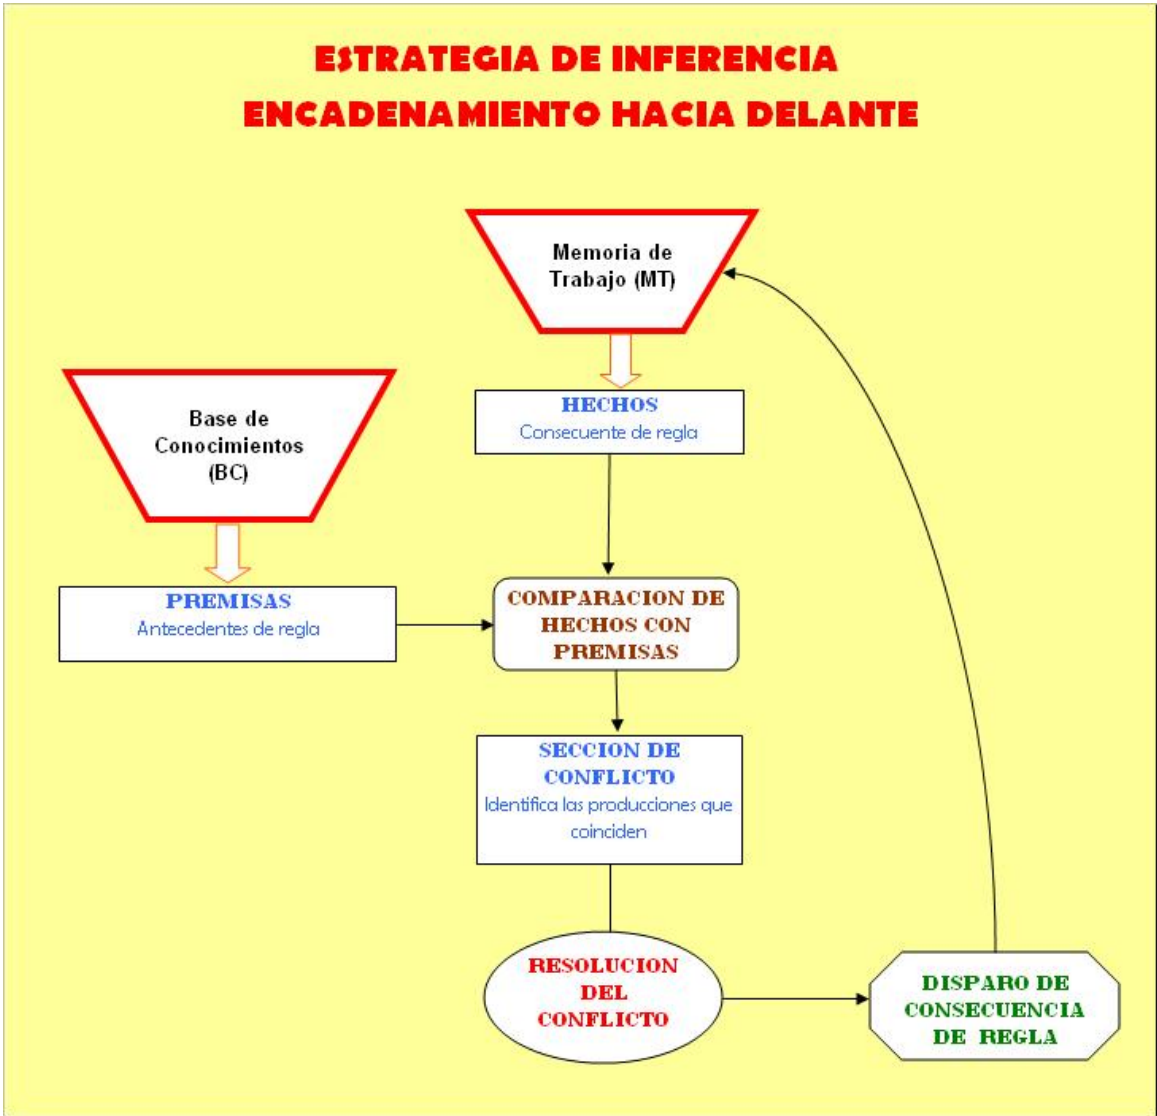 ESTRATEGIA DE INFERENCIA
ENCADENAMIENTO HACIA DELANTE
Memoria de
Trabajo (MT)
HECHOS
Consecuente de regla
Base de
Conocimientos
(BC)
PREMISAS
Antecedentes de regla
COMPARACION DE
HECHOS CON
PREMISAS
SECCION DE
CONFLICTO
Identifica las producciones que
coinciden
RESOLUCION
DEL
CONFLICTO
DISPARO DE
CONSECUENCIA
DE REGLA